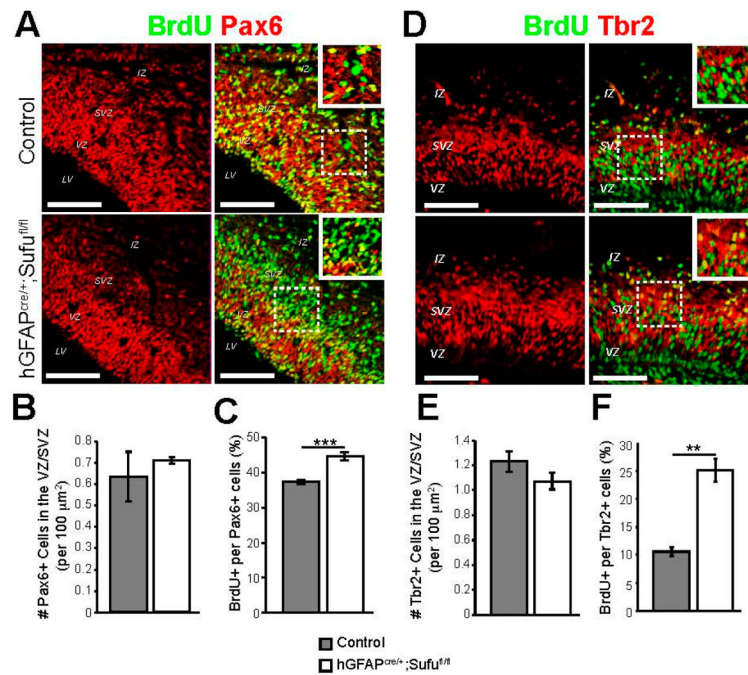 A
BrdU Pax6
Control
IZ
SVZ
VZ
LV
IZ
SVZ
VZ
LV
hGFAPcre/+;Sufufl/fl
IZ
SVZ
VZ
LV
IZ
SVZ
VZ
LV
D
BrdU Tbr2
IZ
SVZ
VZ
IZ
SVZ
VZ
IZ
SVZ
VZ
IZ
SVZ
VZ
B
# Pax6+ Cells in the VZ/SVZ
(per 100 µm²)
0.8
0.7
0.6
0.5
0.4
0.3
0.2
0.1
0
C
BrdU+ per Pax6+ cells (%)
50
40
30
20
10
0
***
E
# Tbr2+ Cells in the VZ/SVZ
(per 100 µm²)
1.4
1.2
1.0
0.8
0.6
0.4
0.2
0
F
BrdU+ per Tbr2+ cells (%)
25
20
15
10
5
0
**
Control
hGFAPcre/+;Sufufl/fl